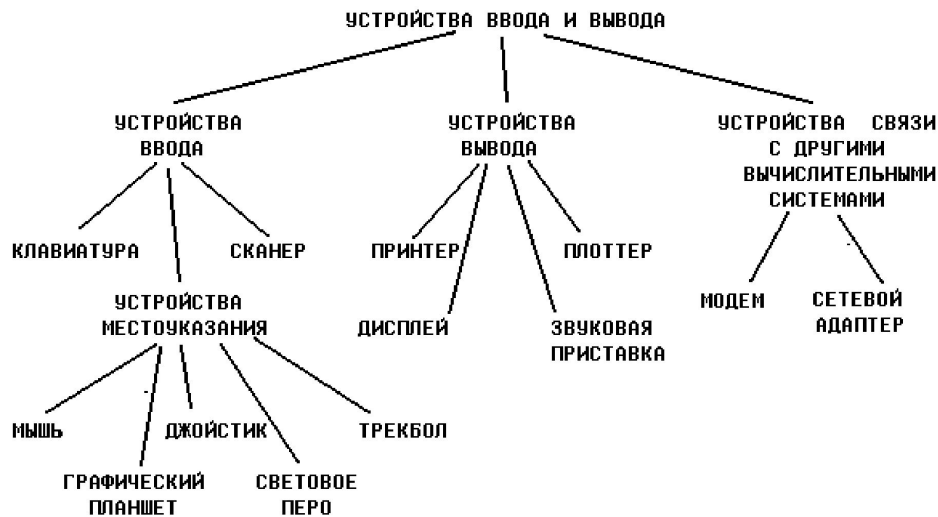 УСТРОЙСТВА ВВОДА И ВЫВОДА
УСТРОЙСТВА
ВВОДА
УСТРОЙСТВА
ВЫВОДА
УСТРОЙСТВА СВЯЗИ
С ДРУГИМИ
ВЫЧИСЛИТЕЛЬНЫМИ
СИСТЕМАМИ
КЛАВИАТУРА
СКАНЕР
ПРИНТЕР
ПЛОТТЕР
УСТРОЙСТВА
МЕСТОУКАЗАНИЯ
ДИСПЛЕЙ
ЗВУКОВАЯ
ПРИСТАВКА
МОДЕМ
СЕТЕВОЙ
АДАПТЕР
МЫШЬ
ДЖОЙСТИК
ТРЕКБОЛ
ГРАФИЧЕСКИЙ
ПЛАНШЕТ
СВЕТОВОЕ
ПЕРО